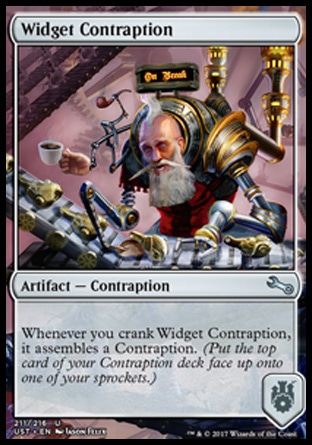 Widget Contraption
On Break
Artifact — Contraption
Whenever you crank Widget Contraption,
it assembles a Contraption. (Put the top
card of your Contraption deck face up onto
one of your sprockets.)
211/216 U
UST • EN Jason Felix
™ & © 2017 Wizards of the Coast